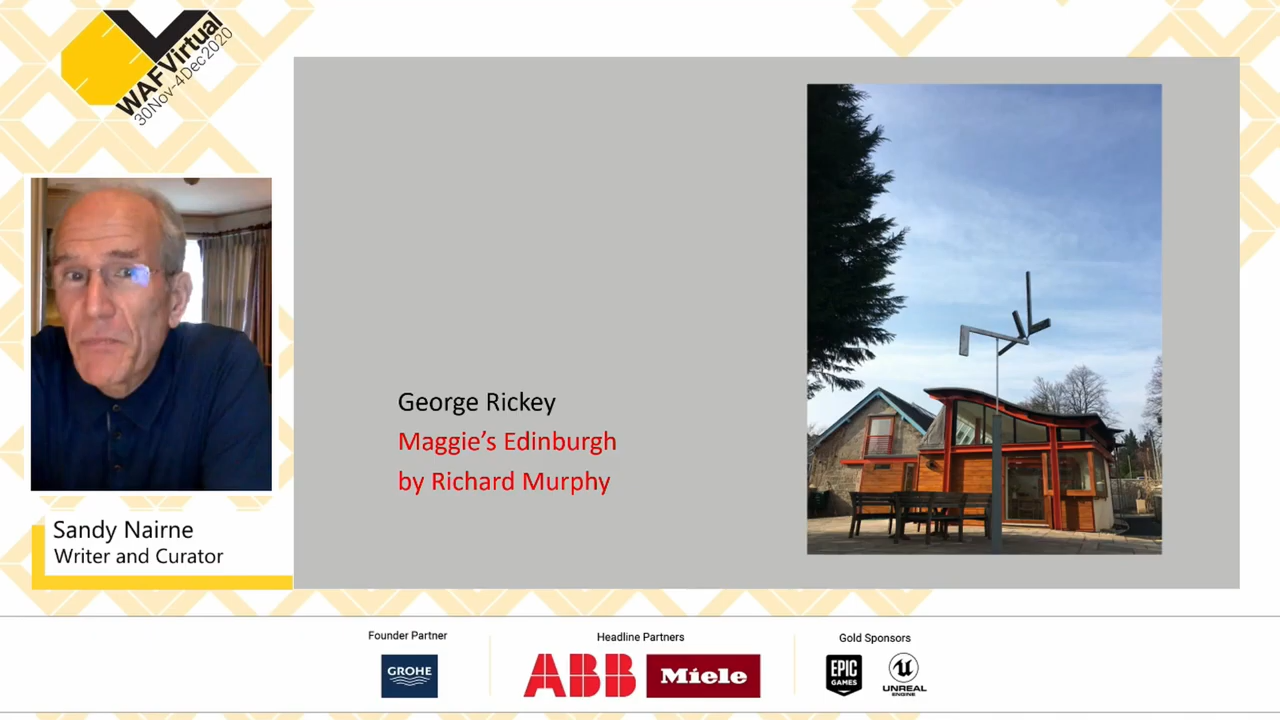 WAFVirtual
30Nov-4Dec2020
George Rickey
Maggie’s Edinburgh
by Richard Murphy
Sandy Nairne
Writer and Curator
Founder Partner
Headline Partners
Gold Sponsors
GROHE
ABB
Miele
EPIC
GAMES
UNREAL
ENGINE